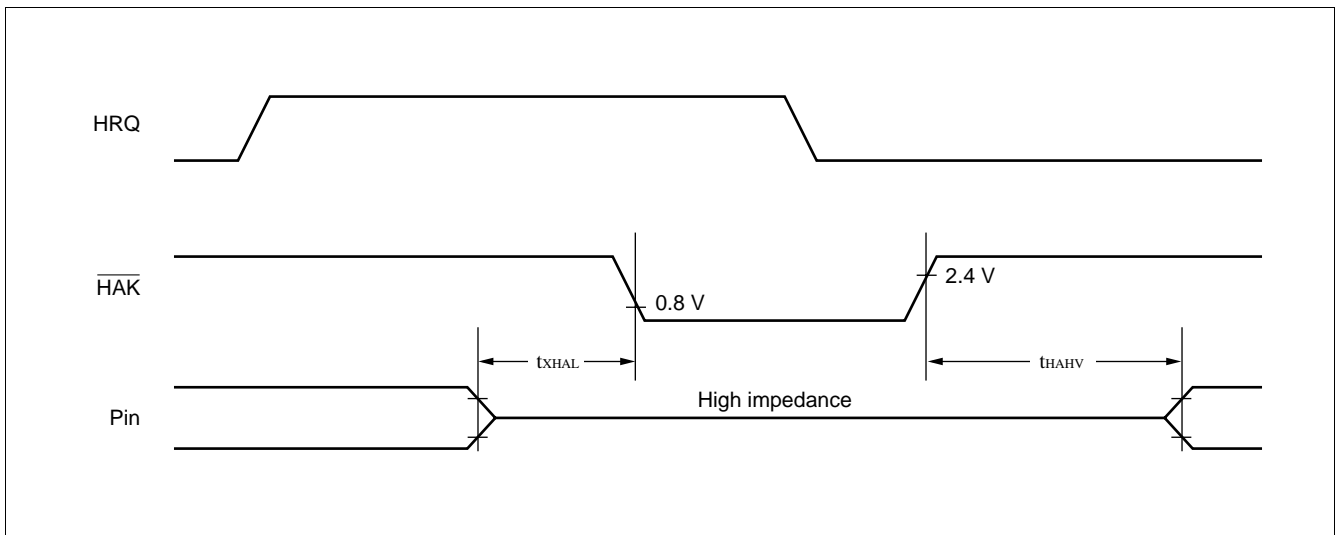 HRQ
HAK
0.8 V
2.4 V
tXHAL
tHAHV
Pin
High impedance